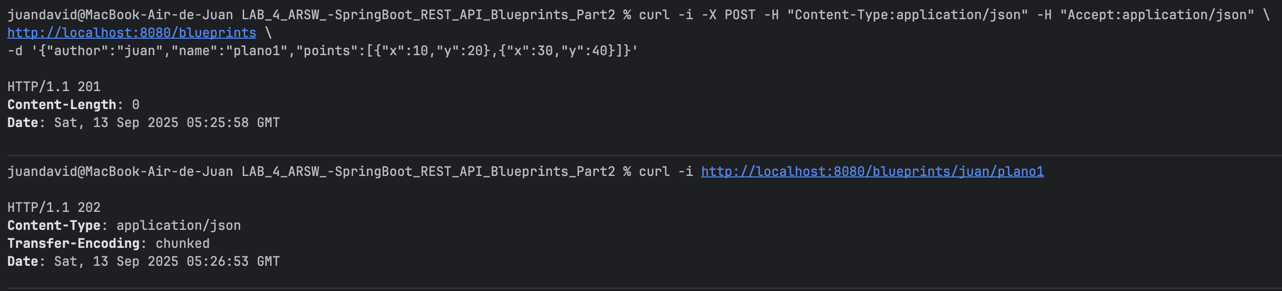 juandavid@MacBook-Air-de-Juan LAB_4_ARSW_-SpringBoot_REST_API_Blueprints_Part2 % curl -i -X POST -H "Content-Type:application/json" -H "Accept:application/json" \
http://localhost:8080/blueprints \
-d '{"author":"juan","name":"plano1","points":[{"x":10,"y":20},{"x":30,"y":40}]}'
HTTP/1.1 201
Content-Length: 0
Date: Sat, 13 Sep 2025 05:25:58 GMT
juandavid@MacBook-Air-de-Juan LAB_4_ARSW_-SpringBoot_REST_API_Blueprints_Part2 % curl -i http://localhost:8080/blueprints/juan/plano1
HTTP/1.1 202
Content-Type: application/json
Transfer-Encoding: chunked
Date: Sat, 13 Sep 2025 05:26:53 GMT